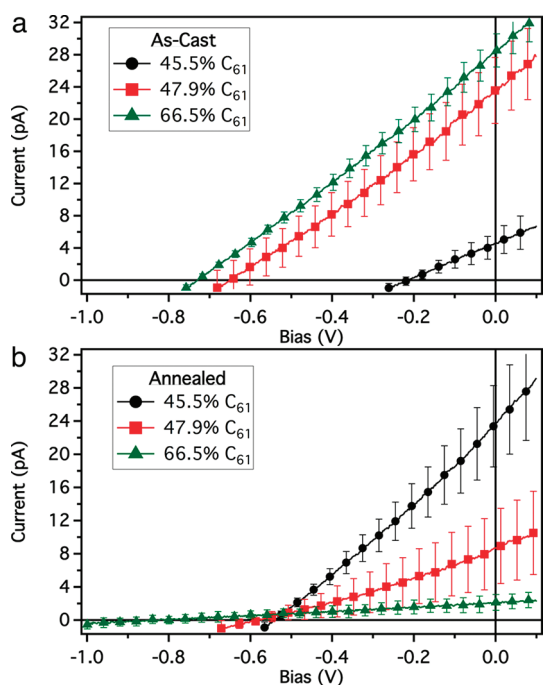 a
As-Cast
45.5% C61
47.9% C61
66.5% C61
Current (pA)
32
28
24
20
16
12
8
4
0
-1.0 -0.8 -0.6 -0.4 -0.2 0.0
Bias (V)
b
Annealed
45.5% C61
47.9% C61
66.5% C61
Current (pA)
32
28
24
20
16
12
8
4
0
-1.0 -0.8 -0.6 -0.4 -0.2 0.0
Bias (V)